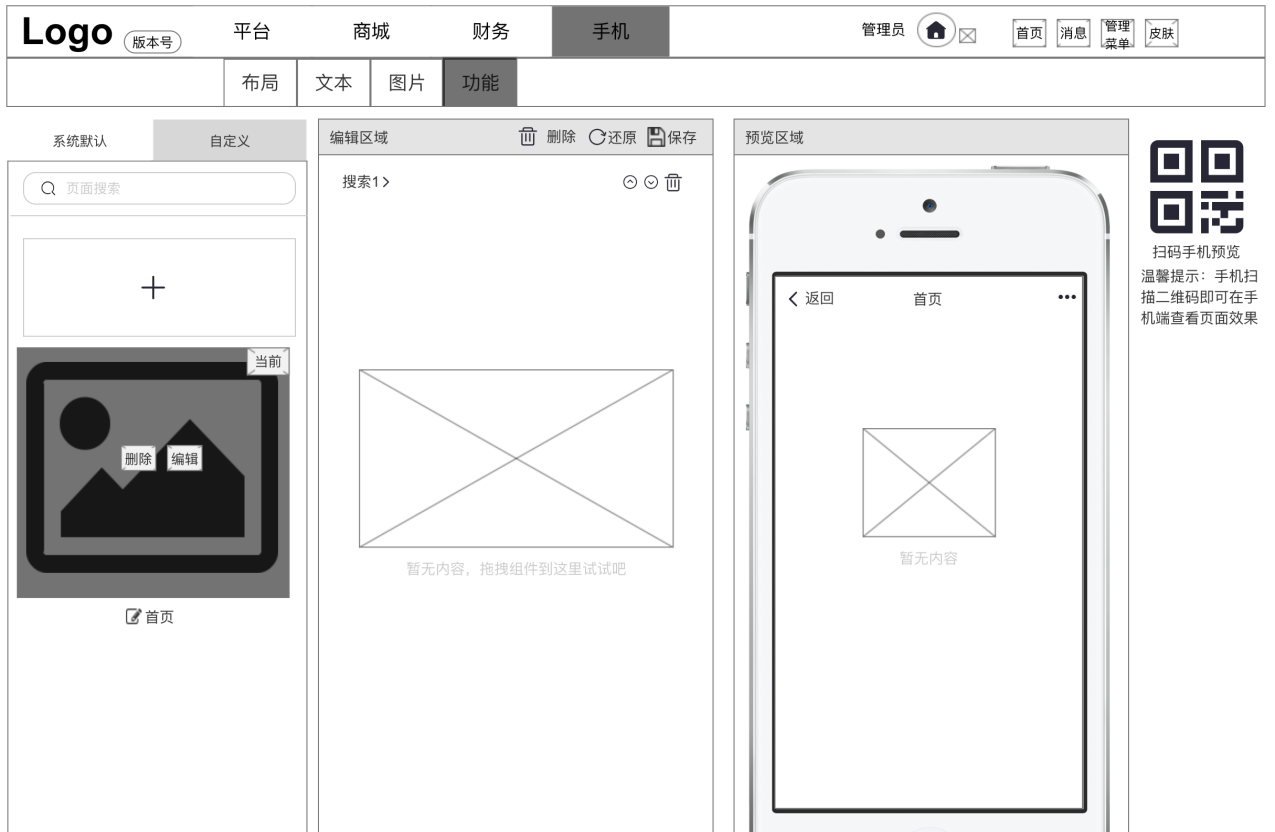 Logo 版本号 平台 商城 财务 手机 管理员 首页 消息 管理菜单 皮肤
布局 文本 图片 功能
系统默认 自定义
页面搜索
当前
删除 编辑
首页
编辑区域 删除 还原 保存
搜索1
暂无内容，拖拽组件到这里试试吧
预览区域
返回 首页
暂无内容
扫码手机预览
温馨提示：手机扫
描二维码即可在手
机端查看页面效果